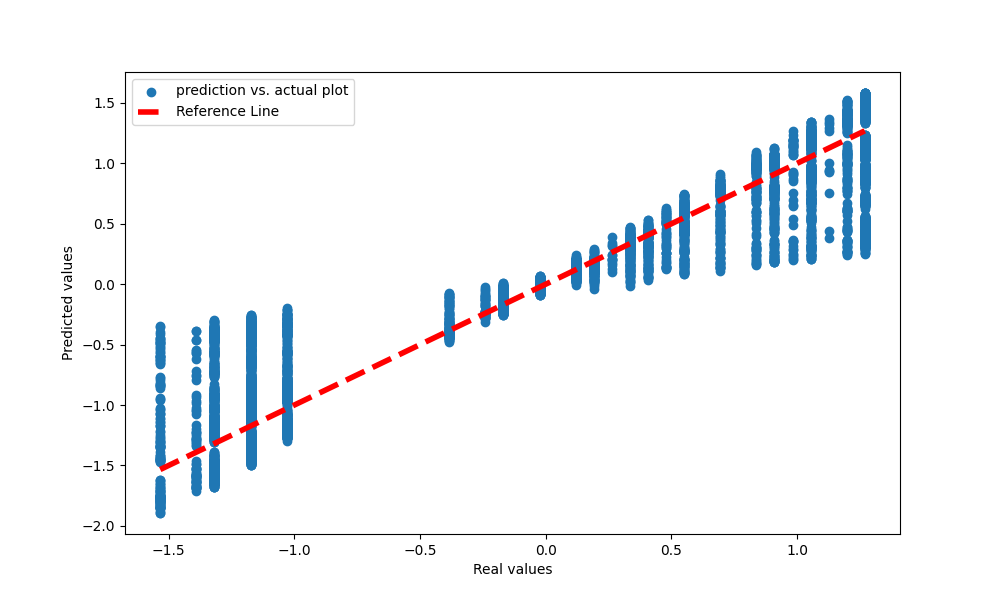 prediction vs. actual plot
Reference Line
1.5
1.0
0.5
0.0
−0.5
−1.0
−1.5
−2.0
Predicted values
−1.5 −1.0 −0.5 0.0 0.5 1.0
Real values